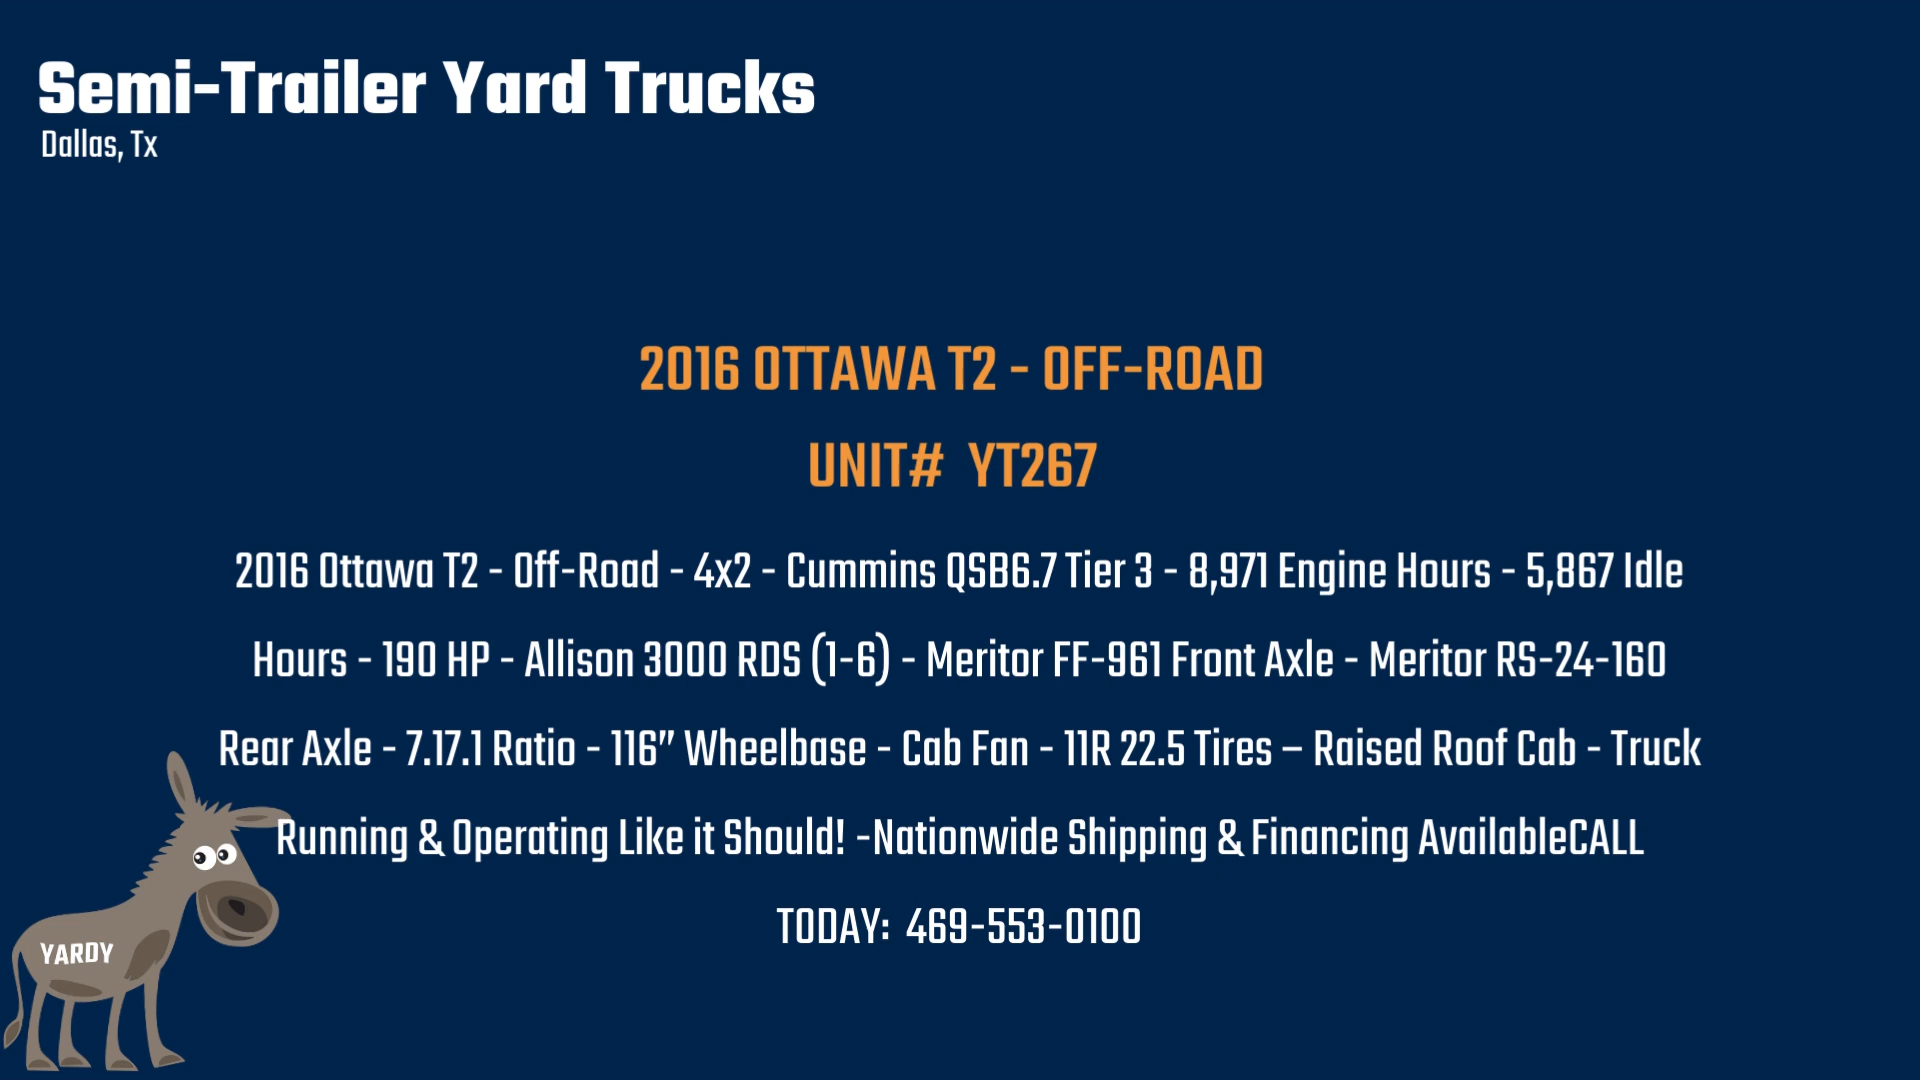 Semi-Trailer Yard Trucks
Dallas, Tx
2016 OTTAWA T2 - OFF-ROAD
UNIT#  YT267
2016 Ottawa T2 - Off-Road - 4x2 - Cummins QSB6.7 Tier 3 - 8,971 Engine Hours - 5,867 Idle
Hours - 190 HP - Allison 3000 RDS (1-6) - Meritor FF-961 Front Axle - Meritor RS-24-160
Rear Axle - 7.17.1 Ratio - 116” Wheelbase - Cab Fan - 11R 22.5 Tires – Raised Roof Cab - Truck
Running & Operating Like it Should! -Nationwide Shipping & Financing AvailableCALL
TODAY:  469-553-0100
YARDY